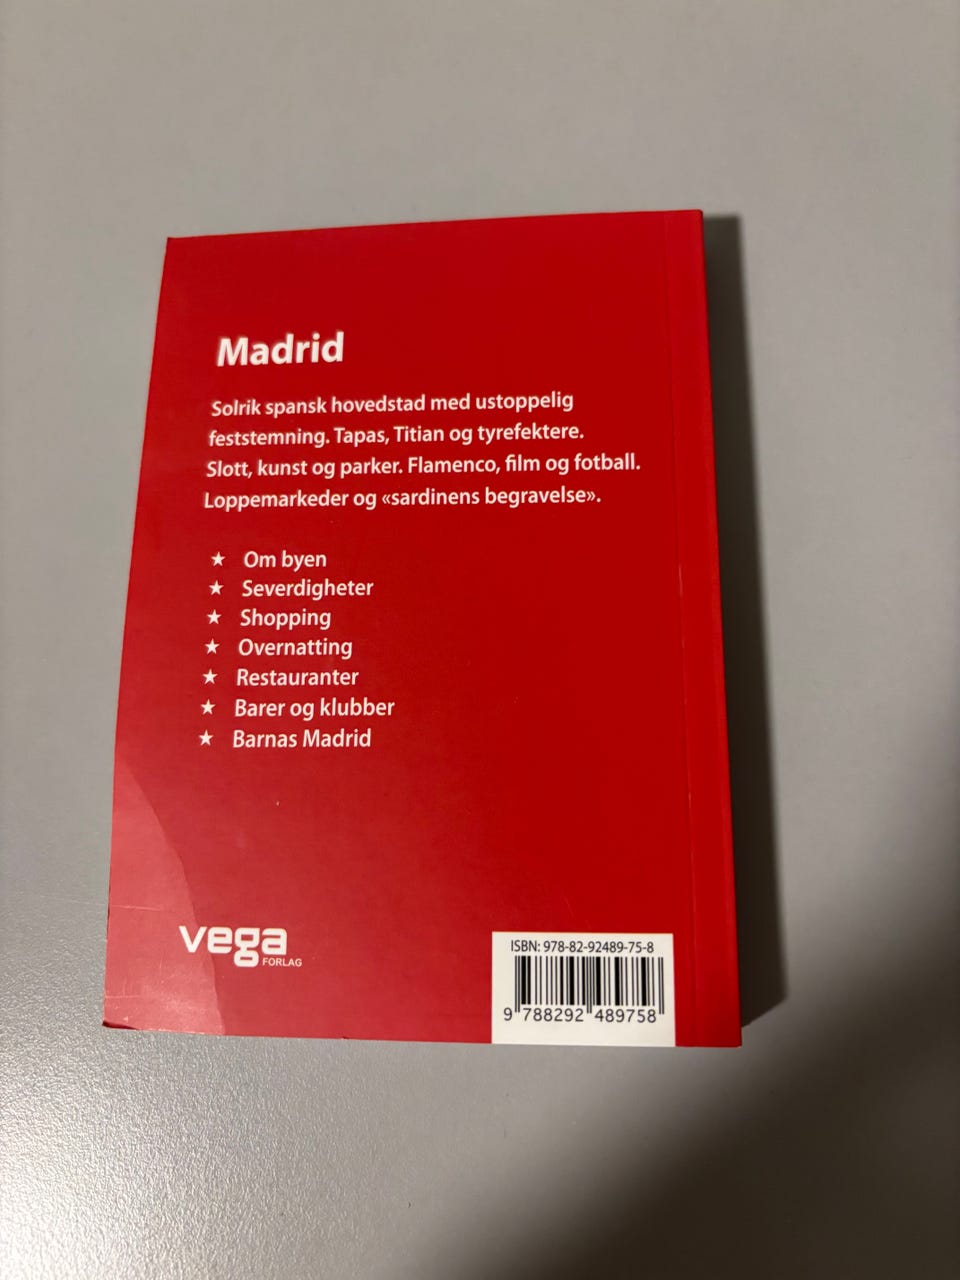 Madrid
Solrik spansk hovedstad med ustoppelig
feststemning. Tapas, Titian og tyrefektere.
Slott, kunst og parker. Flamenco, film og fotball.
Loppemarkeder og «sardinens begravelse».
★ Om byen
★ Severdigheter
★ Shopping
★ Overnatting
★ Restauranter
★ Barer og klubber
★ Barnas Madrid
vega
FORLAG
ISBN: 978-82-92489-75-8
9 788292 489758